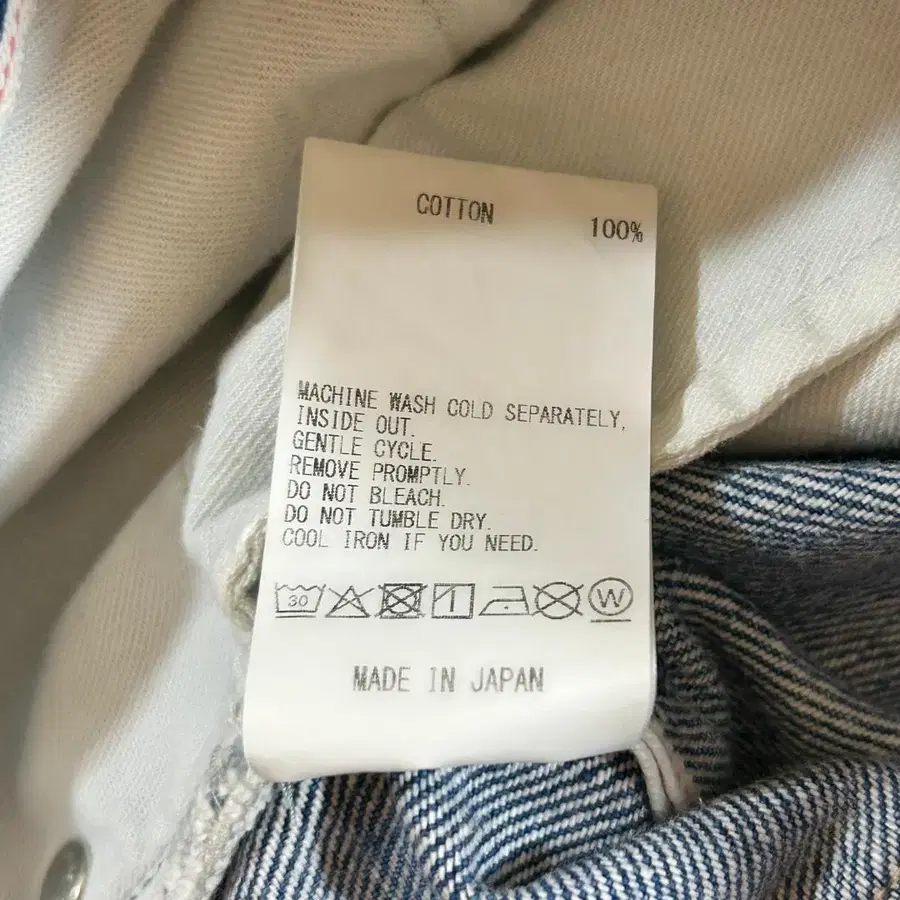 COTTON
100%
MACHINE WASH COLD SEPARATELY,
INSIDE OUT.
GENTLE CYCLE.
REMOVE PROMPTLY.
DO NOT BLEACH.
DO NOT TUMBLE DRY.
COOL IRON IF YOU NEED.
30 W
MADE IN JAPAN